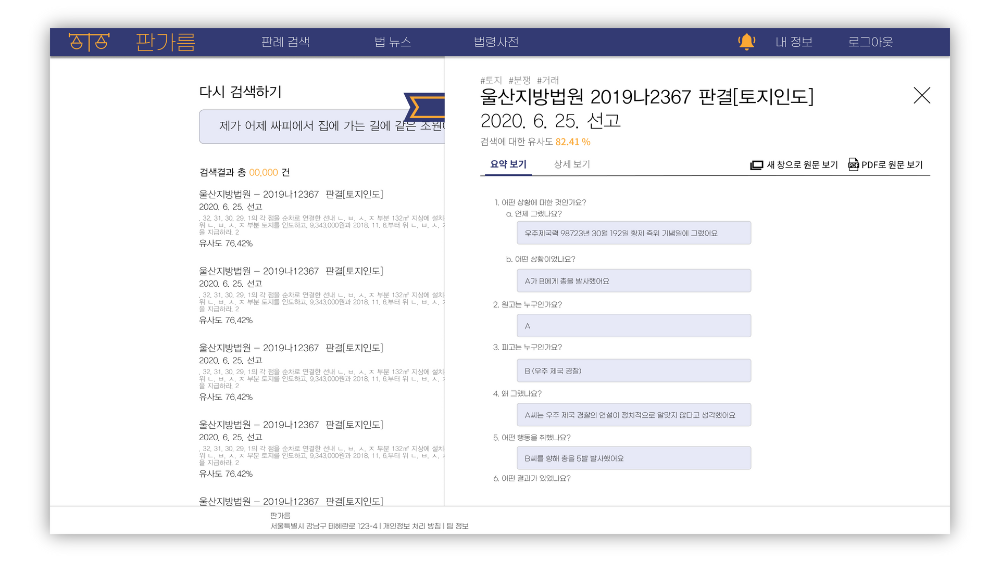 판가름
판례 검색
법 뉴스
법령사전
내 정보
로그아웃
다시 검색하기
제가 어제 싸피에서 집에 가는 길에 같은 조원
검색결과 총 00,000 건
울산지방법원 – 2019나12367 판결[토지인도]
2020. 6. 25. 선고
, 32, 31, 30, 29, 1의 각 점을 순차로 연결한 선내 ㄴ, ㅂ, ㅅ, ㅈ 부분 132㎡ 지상에 설치
위 ㄴ, ㅂ, ㅅ, ㅈ 부분 토지를 인도하고, 9,343,000원과 2018. 11. 6.부터 위 ㄴ, ㅂ, ㅅ,
을 지급하라. 2
유사도 76.42%
울산지방법원 – 2019나12367 판결[토지인도]
2020. 6. 25. 선고
, 32, 31, 30, 29, 1의 각 점을 순차로 연결한 선내 ㄴ, ㅂ, ㅅ, ㅈ 부분 132㎡ 지상에 설치
위 ㄴ, ㅂ, ㅅ, ㅈ 부분 토지를 인도하고, 9,343,000원과 2018. 11. 6.부터 위 ㄴ, ㅂ, ㅅ,
을 지급하라. 2
유사도 76.42%
울산지방법원 – 2019나12367 판결[토지인도]
2020. 6. 25. 선고
, 32, 31, 30, 29, 1의 각 점을 순차로 연결한 선내 ㄴ, ㅂ, ㅅ, ㅈ 부분 132㎡ 지상에 설치
위 ㄴ, ㅂ, ㅅ, ㅈ 부분 토지를 인도하고, 9,343,000원과 2018. 11. 6.부터 위 ㄴ, ㅂ, ㅅ,
을 지급하라. 2
유사도 76.42%
울산지방법원 – 2019나12367 판결[토지인도]
2020. 6. 25. 선고
, 32, 31, 30, 29, 1의 각 점을 순차로 연결한 선내 ㄴ, ㅂ, ㅅ, ㅈ 부분 132㎡ 지상에 설치
위 ㄴ, ㅂ, ㅅ, ㅈ 부분 토지를 인도하고, 9,343,000원과 2018. 11. 6.부터 위 ㄴ, ㅂ, ㅅ,
을 지급하라. 2
유사도 76.42%
울산지방법원 – 2019나12367 판결[토지인도]
#토지 #분쟁 #거래
울산지방법원 2019나2367 판결[토지인도]
2020. 6. 25. 선고
검색에 대한 유사도 82.41 %
요약 보기
상세 보기
새 창으로 원문 보기
PDF
PDF로 원문 보기
1. 어떤 상황에 대한 것인가요?
a. 언제 그랬나요?
우주제국력 98723년 30월 192일 황제 즉위 기념일에 그랬어요
b. 어떤 상황이었나요?
A가 B에게 총을 발사했어요
2. 원고는 누구인가요?
A
3. 피고는 누구인가요?
B (우주 제국 경찰)
4. 왜 그랬나요?
A씨는 우주 제국 경찰의 연설이 정치적으로 알맞지 않다고 생각했어요
5. 어떤 행동을 취했나요?
B씨를 향해 총을 5발 발사했어요
6. 어떤 결과가 있었나요?
판가름
서울특별시 강남구 테헤란로 123-4 | 개인정보 처리 방침 | 팀 정보